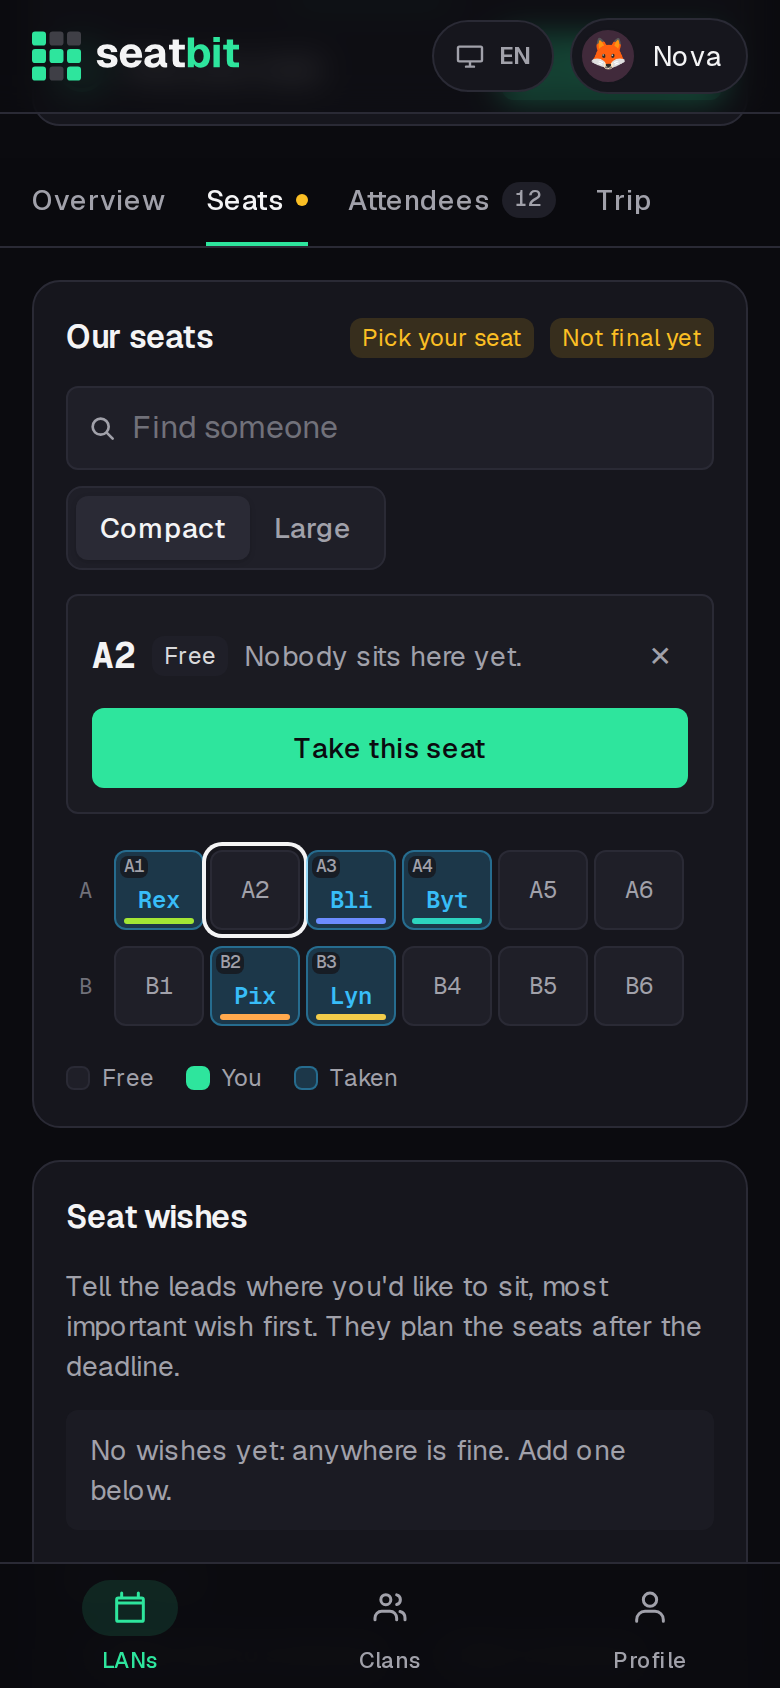 seatbit EN Nova
Overview Seats Attendees 12 Trip
Our seats Pick your seat Not final yet
Find someone
Compact Large
A2 Free Nobody sits here yet. ×
Take this seat
A A1 Rex A2 A3 Bli A4 Byt A5 A6
B B1 B2 Pix B3 Lyn B4 B5 B6
Free You Taken
Seat wishes
Tell the leads where you'd like to sit, most
important wish first. They plan the seats after the
deadline.
No wishes yet: anywhere is fine. Add one
below.
LANs Clans Profile